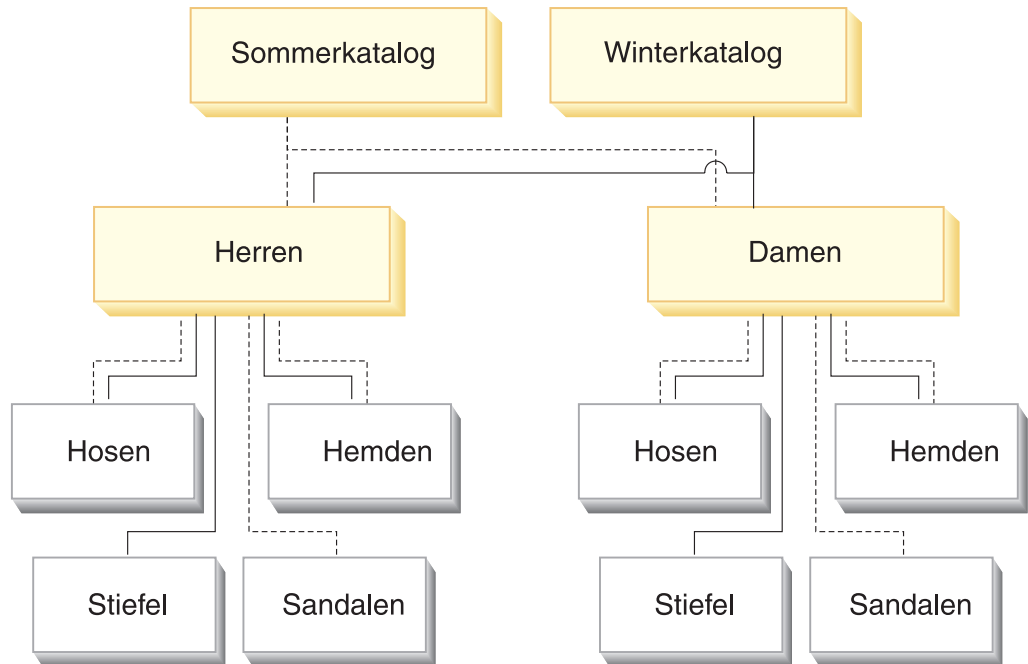 Sommerkatalog
Winterkatalog
Herren
Damen
Hosen
Hemden
Hosen
Hemden
Stiefel
Sandalen
Stiefel
Sandalen